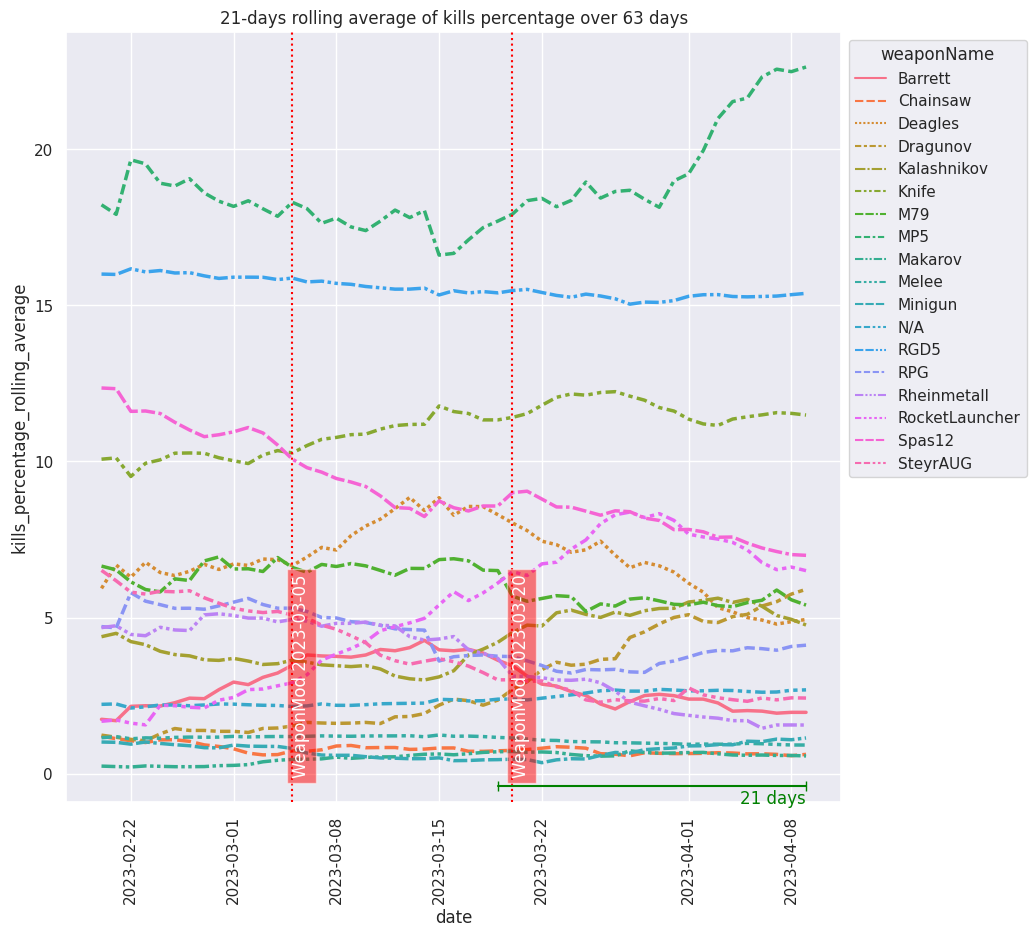 21-days rolling average of kills percentage over 63 days
kills_percentage_rolling_average
20
15
10
5
0
WeaponMod 2023-03-05
WeaponMod 2023-03-20
21 days
2023-02-22
2023-03-01
2023-03-08
2023-03-15
2023-03-22
2023-04-01
2023-04-08
date
weaponName
Barrett
Chainsaw
Deagles
Dragunov
Kalashnikov
Knife
M79
MP5
Makarov
Melee
Minigun
N/A
RGD5
RPG
Rheinmetall
RocketLauncher
Spas12
SteyrAUG